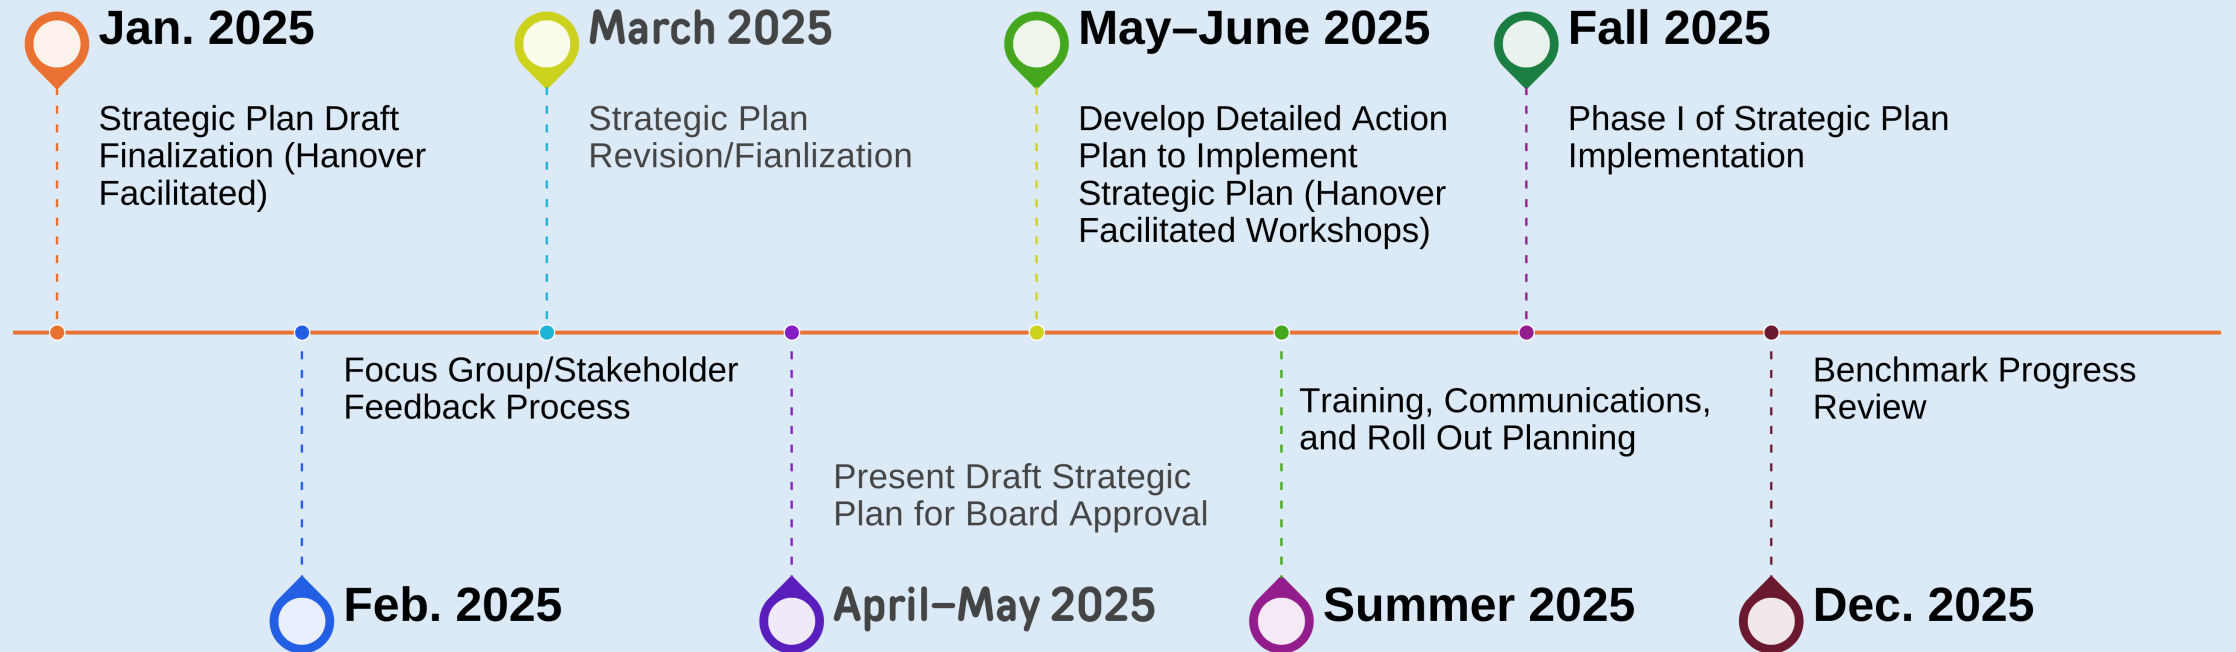 Jan. 2025
Strategic Plan Draft
Finalization (Hanover
Facilitated)
March 2025
Strategic Plan
Revision/Fianlization
May–June 2025
Develop Detailed Action
Plan to Implement
Strategic Plan (Hanover
Facilitated Workshops)
Fall 2025
Phase I of Strategic Plan
Implementation
Focus Group/Stakeholder
Feedback Process
Feb. 2025
Present Draft Strategic
Plan for Board Approval
April–May 2025
Training, Communications,
and Roll Out Planning
Summer 2025
Benchmark Progress
Review
Dec. 2025